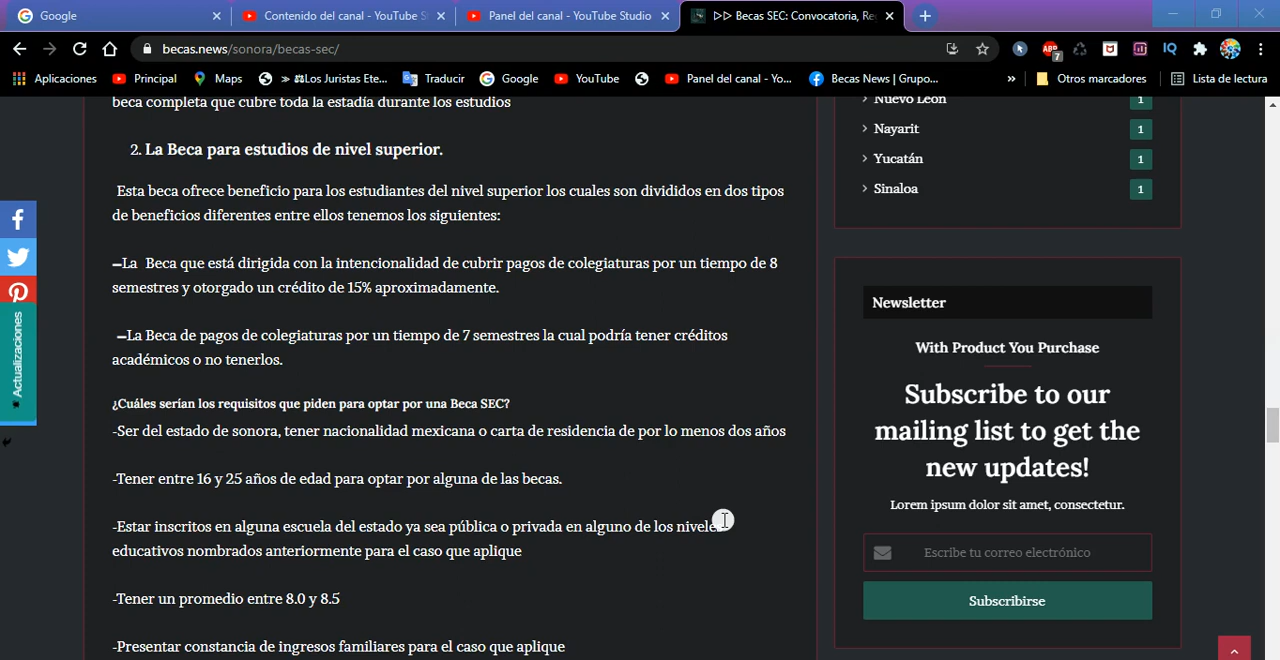 Google
Contenido del canal - YouTube S
Panel del canal - YouTube Studio
▷▷ Becas SEC: Convocatoria, Re
becas.news/sonora/becas-sec/
ABP
7
IQ
Aplicaciones
Principal
Maps
» ⚖Los Juristas Ete...
Traducir
Google
YouTube
Panel del canal - Yo...
Becas News | Grupo...
»
Otros marcadores
Lista de lectura
beca completa que cubre toda la estadía durante los estudios
2. La Beca para estudios de nivel superior.
Esta beca ofrece beneficio para los estudiantes del nivel superior los cuales son divididos en dos tipos
de beneficios diferentes entre ellos tenemos los siguientes:
–La Beca que está dirigida con la intencionalidad de cubrir pagos de colegiaturas por un tiempo de 8
semestres y otorgado un crédito de 15% aproximadamente.
–La Beca de pagos de colegiaturas por un tiempo de 7 semestres la cual podría tener créditos
académicos o no tenerlos.
¿Cuáles serían los requisitos que piden para optar por una Beca SEC?
-Ser del estado de sonora, tener nacionalidad mexicana o carta de residencia de por lo menos dos años
-Tener entre 16 y 25 años de edad para optar por alguna de las becas.
-Estar inscritos en alguna escuela del estado ya sea pública o privada en alguno de los niveles
educativos nombrados anteriormente para el caso que aplique
-Tener un promedio entre 8.0 y 8.5
-Presentar constancia de ingresos familiares para el caso que aplique
Actualizaciones
Nuevo León 1
Nayarit 1
Yucatán 1
Sinaloa 1
Newsletter
With Product You Purchase
Subscribe to our
mailing list to get the
new updates!
Lorem ipsum dolor sit amet, consectetur.
Escribe tu correo electrónico
Subscribirse